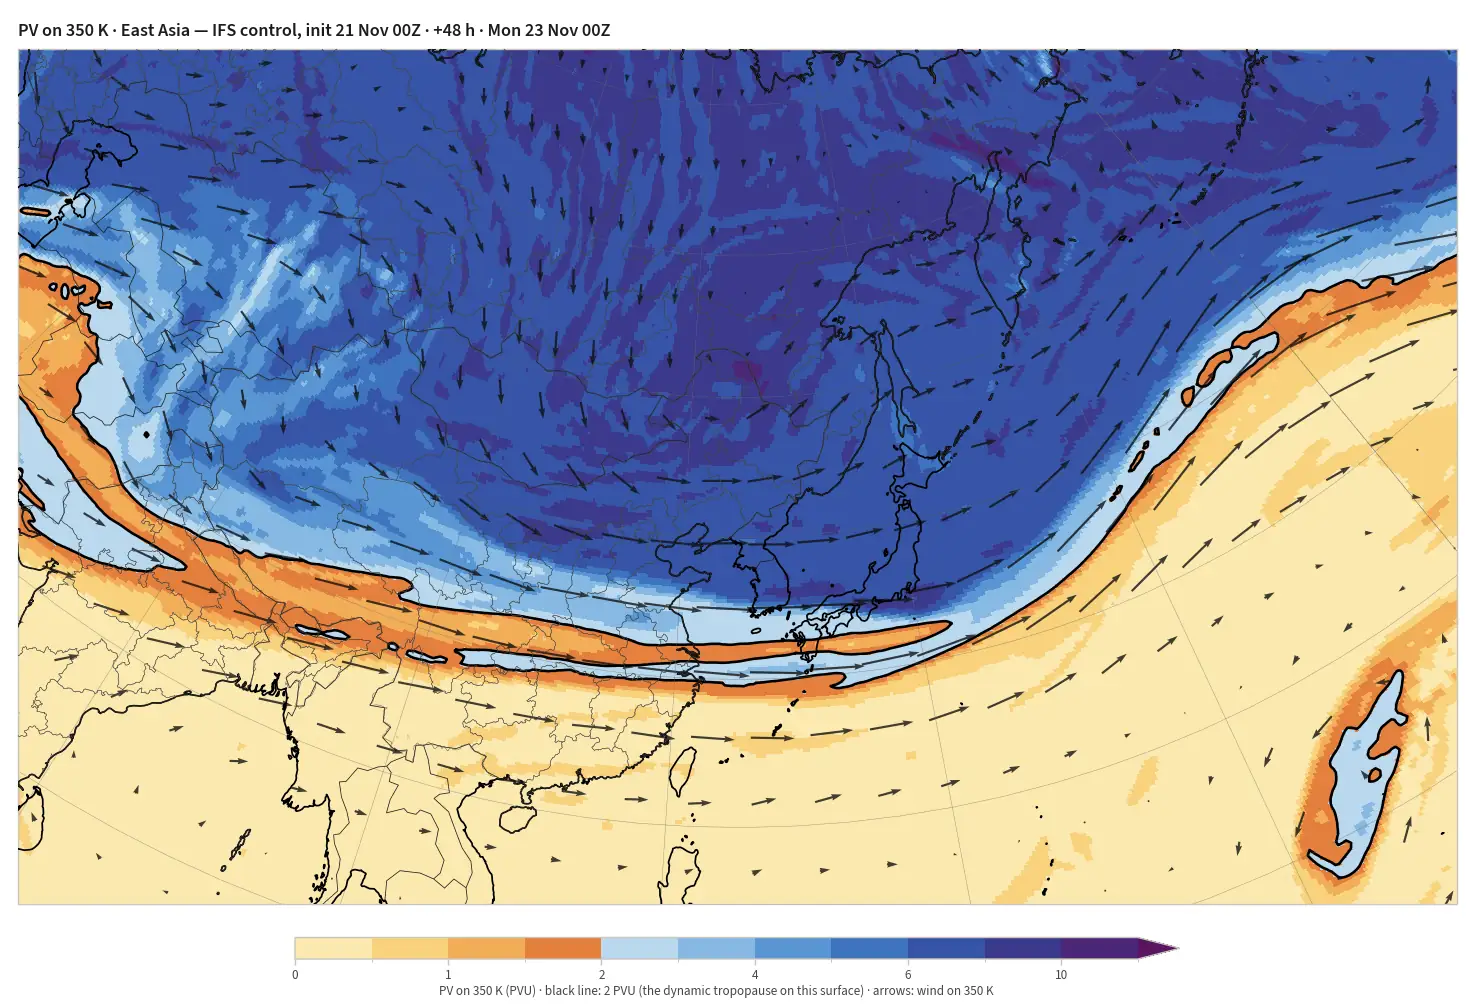 PV on 350 K · East Asia — IFS control, init 21 Nov 00Z · +48 h · Mon 23 Nov 00Z
0 1 2 4 6 10
PV on 350 K (PVU) · black line: 2 PVU (the dynamic tropopause on this surface) · arrows: wind on 350 K